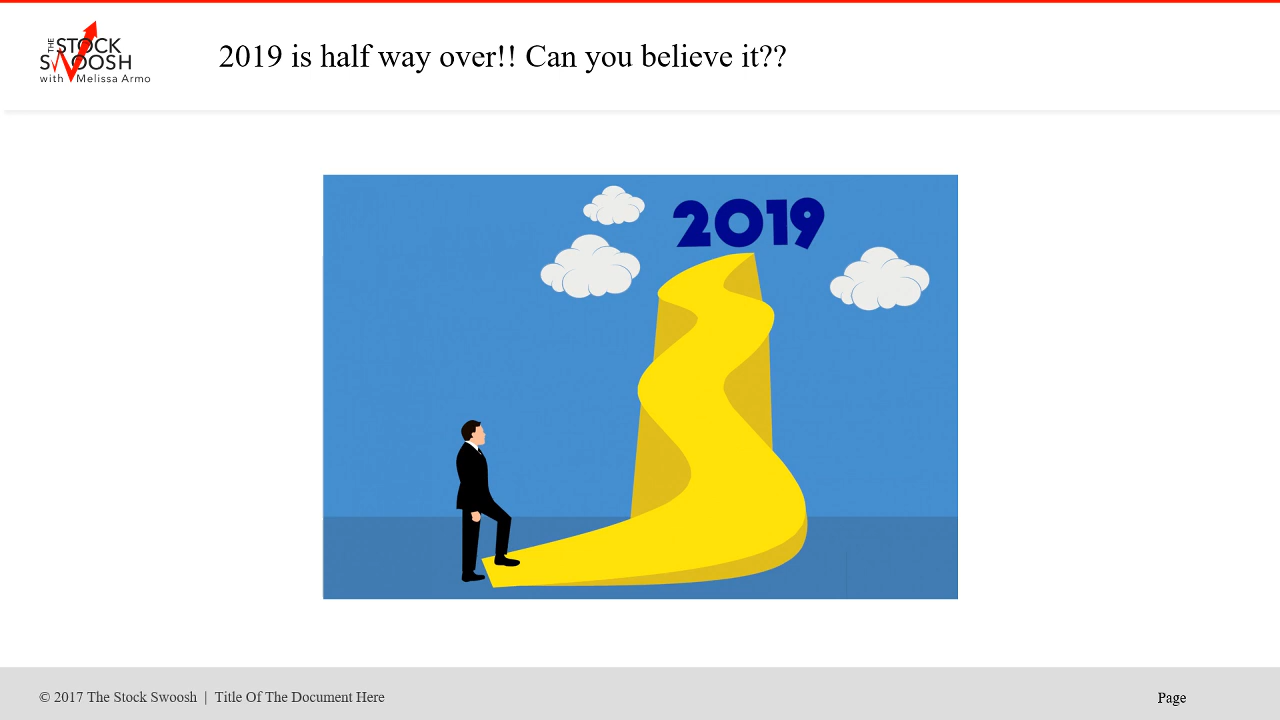 THE STOCK
SWOOSH
with Melissa Armo
2019 is half way over!! Can you believe it??
2019
© 2017 The Stock Swoosh | Title Of The Document Here
Page